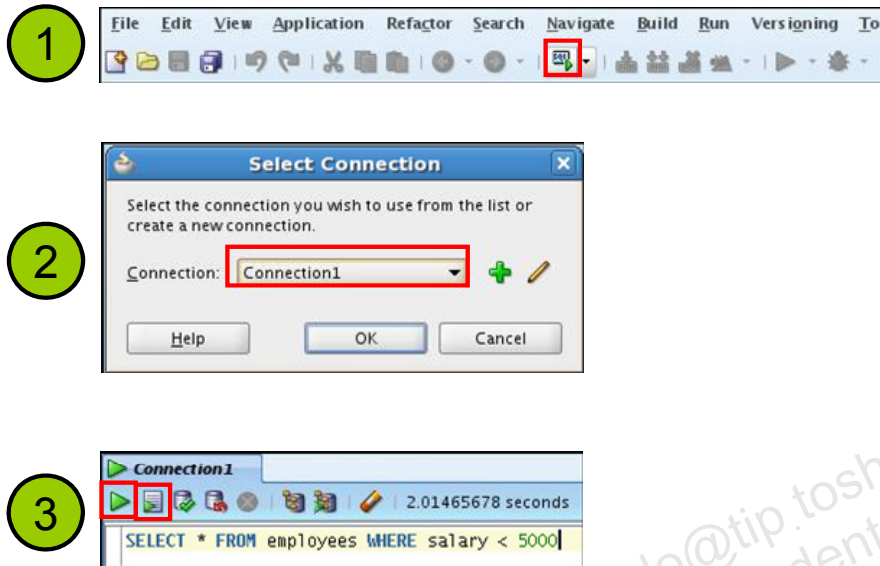 1
File Edit View Application Refactor Search Navigate Build Run Versioning To
SQL
2
Select Connection
Select the connection you wish to use from the list or
create a new connection.
Connection: Connection1
Help OK Cancel
3
Connection1
2.01465678 seconds
SELECT * FROM employees WHERE salary < 5000